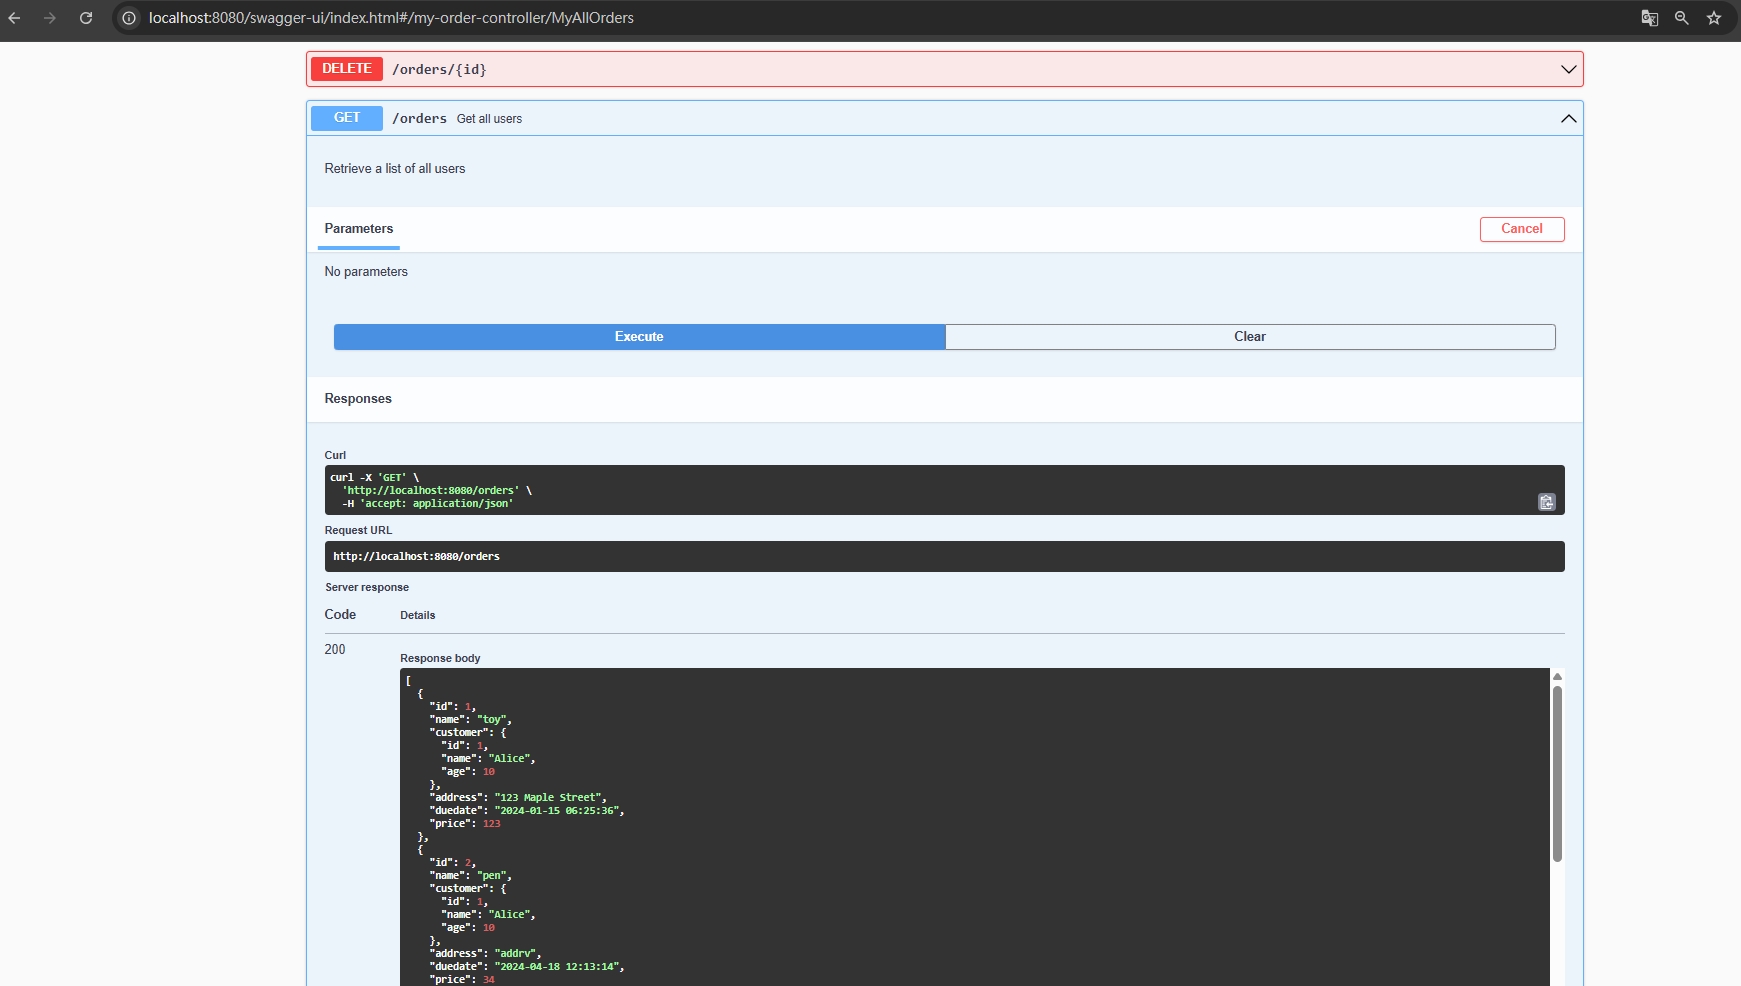 localhost:8080/swagger-ui/index.html#/my-order-controller/MyAllOrders
DELETE /orders/{id}
GET /orders Get all users
Retrieve a list of all users
Parameters Cancel
No parameters
Execute Clear
Responses
Curl
curl -X 'GET' \
'http://localhost:8080/orders' \
-H 'accept: application/json'
Request URL
http://localhost:8080/orders
Server response
Code Details
200
Response body
[
{
"id": 1,
"name": "toy",
"customer": {
"id": 1,
"name": "Alice",
"age": 10
},
"address": "123 Maple Street",
"duedate": "2024-01-15 06:25:36",
"price": 123
},
{
"id": 2,
"name": "pen",
"customer": {
"id": 1,
"name": "Alice",
"age": 10
},
"address": "addrv",
"duedate": "2024-04-18 12:13:14",
"price": 34